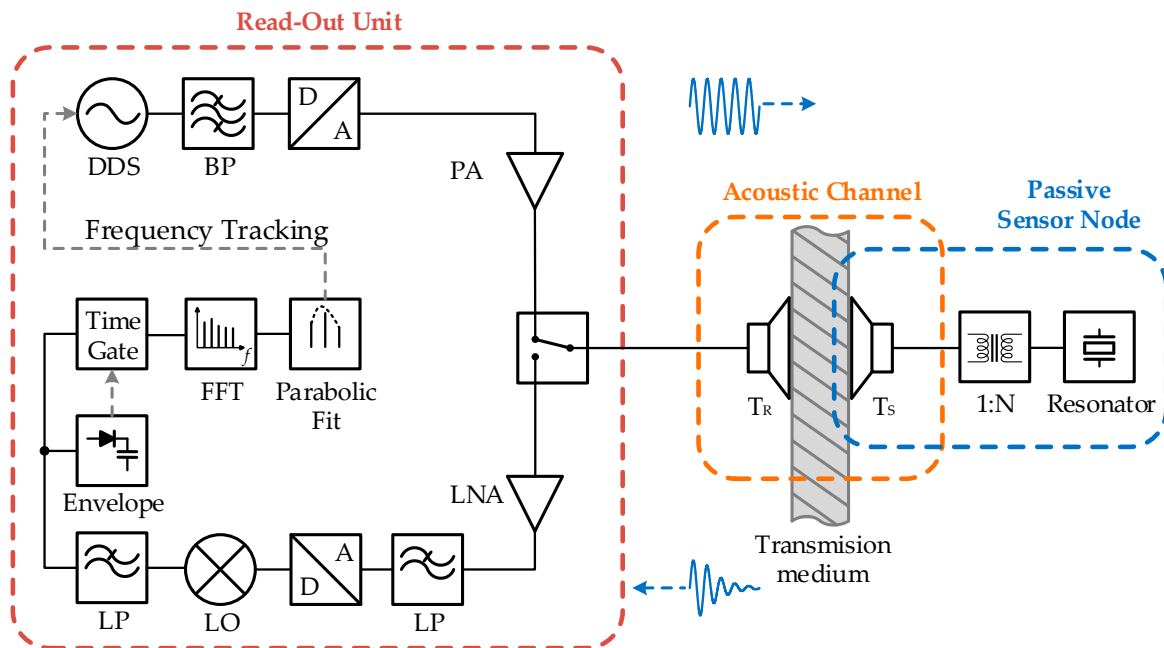 Read-Out Unit
D
A
DDS
BP
PA
Acoustic Channel
Passive
Sensor Node
Frequency Tracking
Time
Gate
f
FFT
Parabolic
Fit
TR
TS
1:N
Resonator
Envelope
LNA
A
D
LP
LO
LP
Transmision
medium